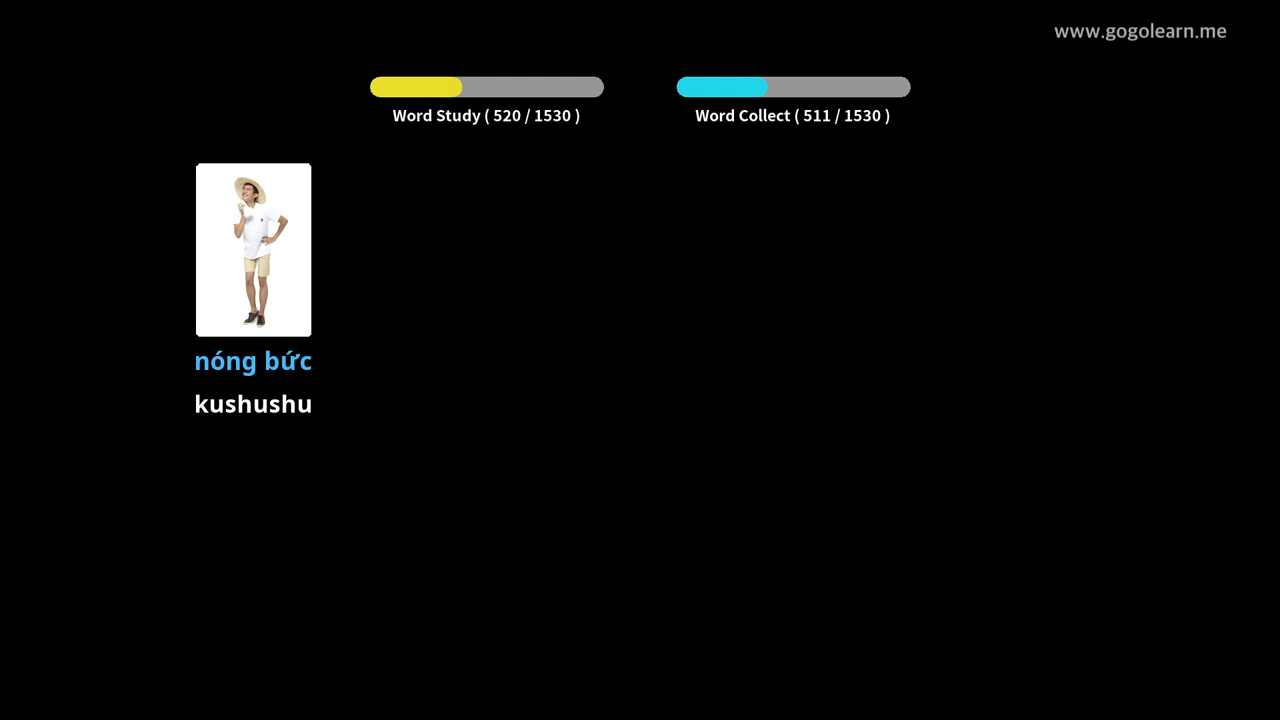 www.gogolearn.me
Word Study ( 520 / 1530 )
Word Collect ( 511 / 1530 )
nóng bức
kushushu